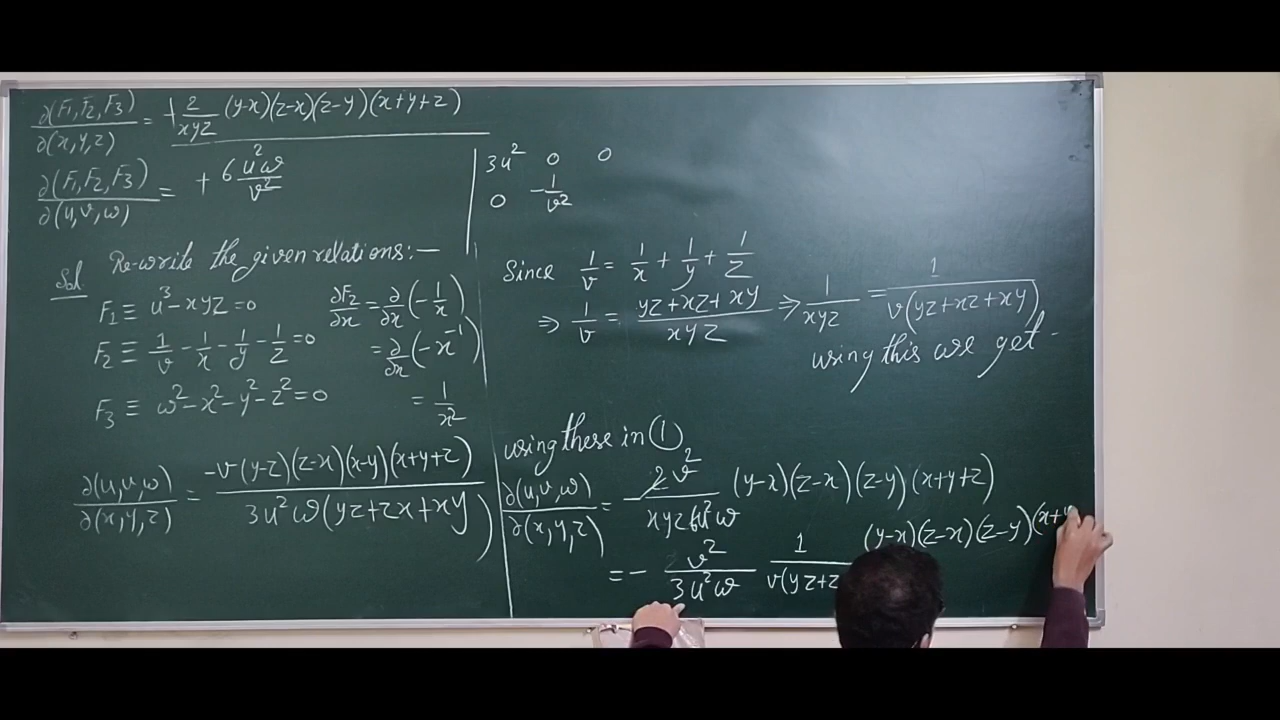 ∂(F1, F2, F3)/∂(x, y, z) = + 2/xyz (y-x)(z-x)(z-y)(x+y+z)
∂(F1, F2, F3)/∂(u, v, w) = + 6u²w/v²
Sol Re-write the given relations:-
F1 ≡ u³ - xyz = 0
F2 ≡ 1/v - 1/x - 1/y - 1/z = 0
F3 ≡ w² - x² - y² - z² = 0
∂F2/∂x = ∂/∂x (-1/x)
= ∂/∂x (-x⁻¹)
= 1/x²
∂(u, v, w)/∂(x, y, z) = -v(y-z)(z-x)(x-y)(x+y+z) / 3u²w(yz+zx+xy)
3u² 0 0
0 -1/v²
Since 1/v = 1/x + 1/y + 1/z
⇒ 1/v = (yz+xz+xy)/xyz ⇒ 1/xyz = 1/v(yz+xz+xy)
using this we get -
using these in (1)
∂(u, v, w)/∂(x, y, z) = - 2v²/xyz 6u²w (y-x)(z-x)(z-y)(x+y+z)
= - v²/3u²w 1/v(yz+z (y-x)(z-x)(z-y)(x+y